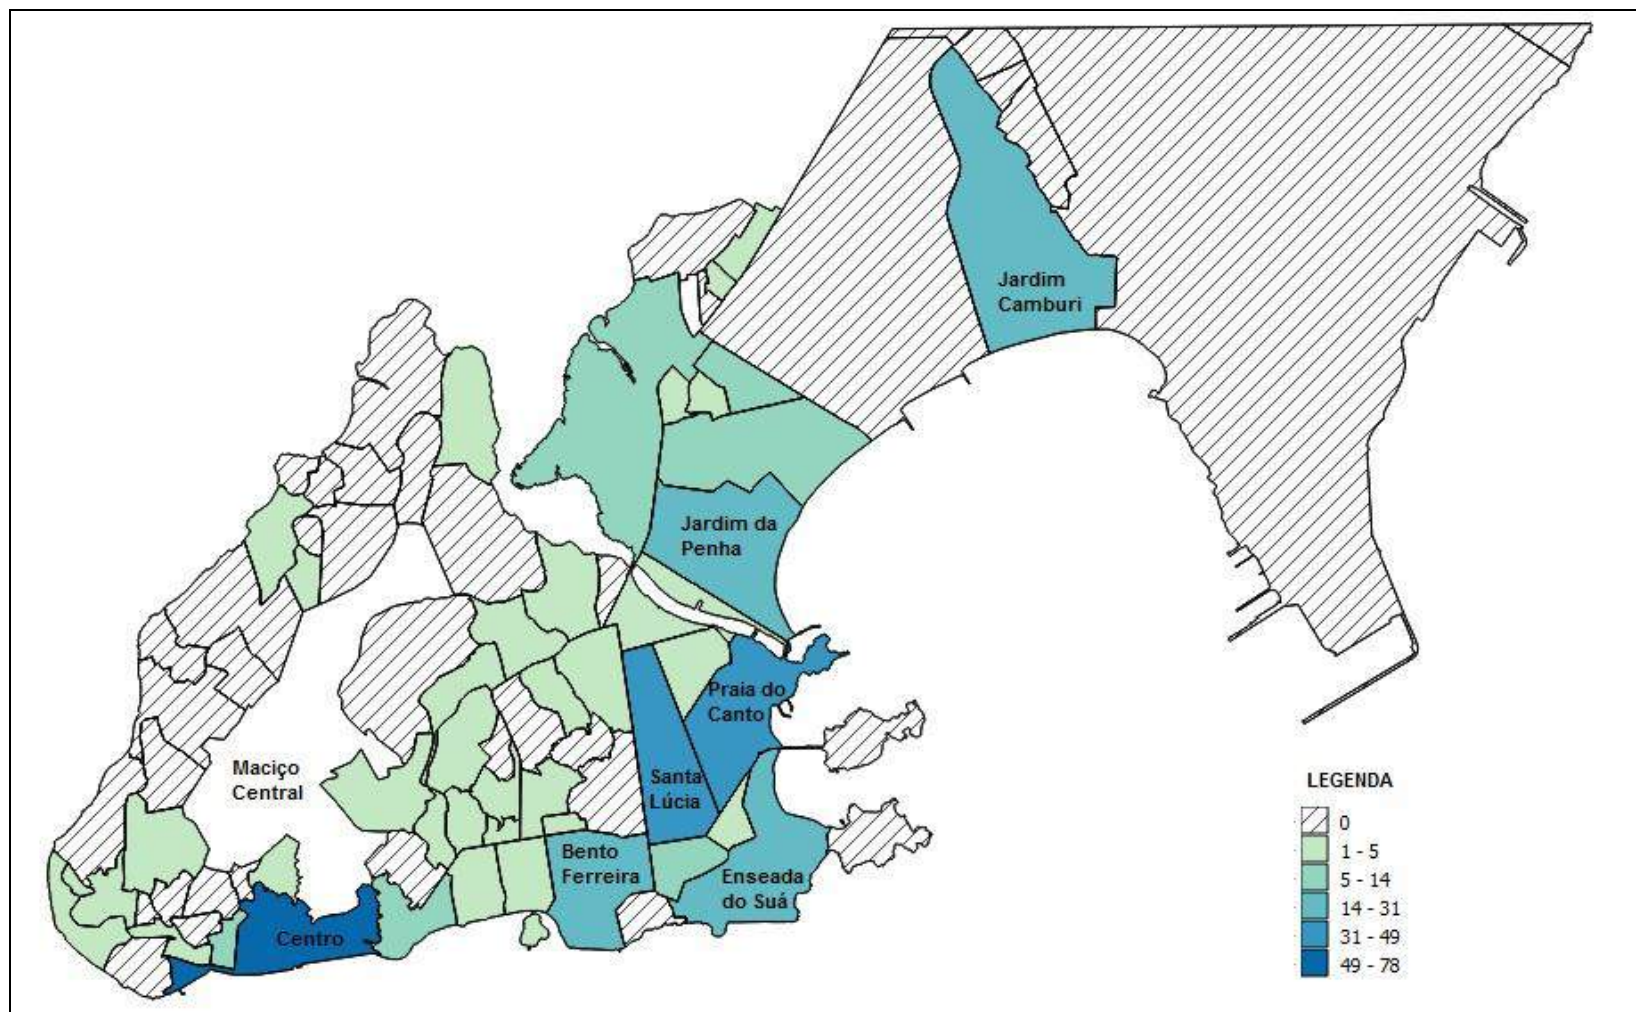 Jardim
Camburi
Jardim da
Penha
Praia do
Canto
Maciço
Central
Santa
Lúcia
Bento
Ferreira
Enseada
do Suá
Centro
LEGENDA
0
1 - 5
5 - 14
14 - 31
31 - 49
49 - 78